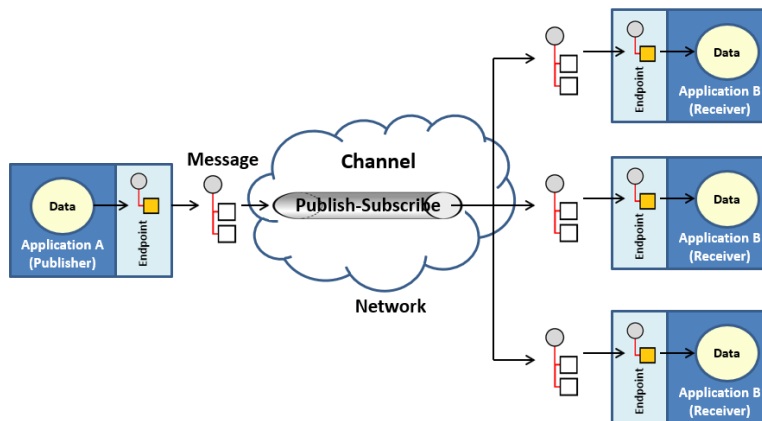 Data
Application A
(Publisher)
Endpoint
Message
Channel
Publish-Subscribe
Network
Endpoint
Data
Application B
(Receiver)
Endpoint
Data
Application B
(Receiver)
Endpoint
Data
Application B
(Receiver)